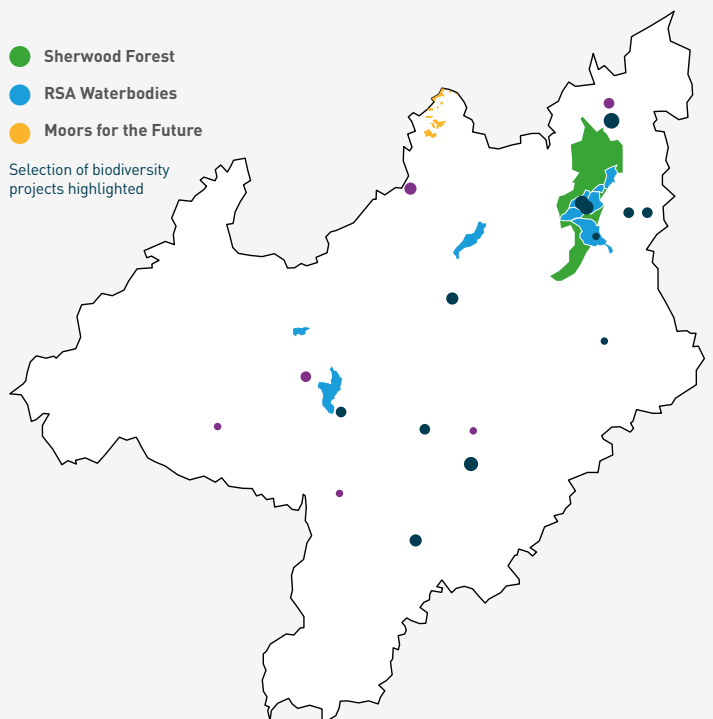 Sherwood Forest
RSA Waterbodies
Moors for the Future
Selection of biodiversity
projects highlighted